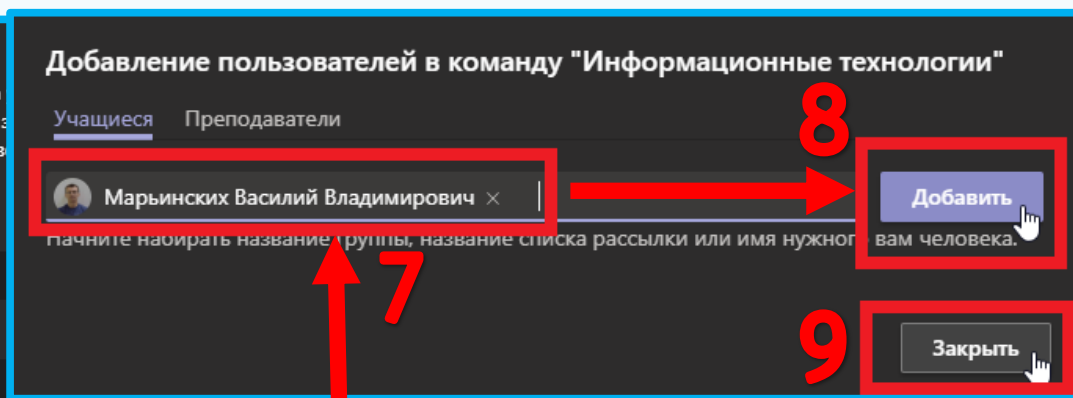 Добавление пользователей в команду "Информационные технологии"
Учащиеся Преподаватели
8
Марьинских Василий Владимирович ×
Добавить
Начните набирать название группы, название списка рассылки или имя нужного вам человека.
7
9
Закрыть